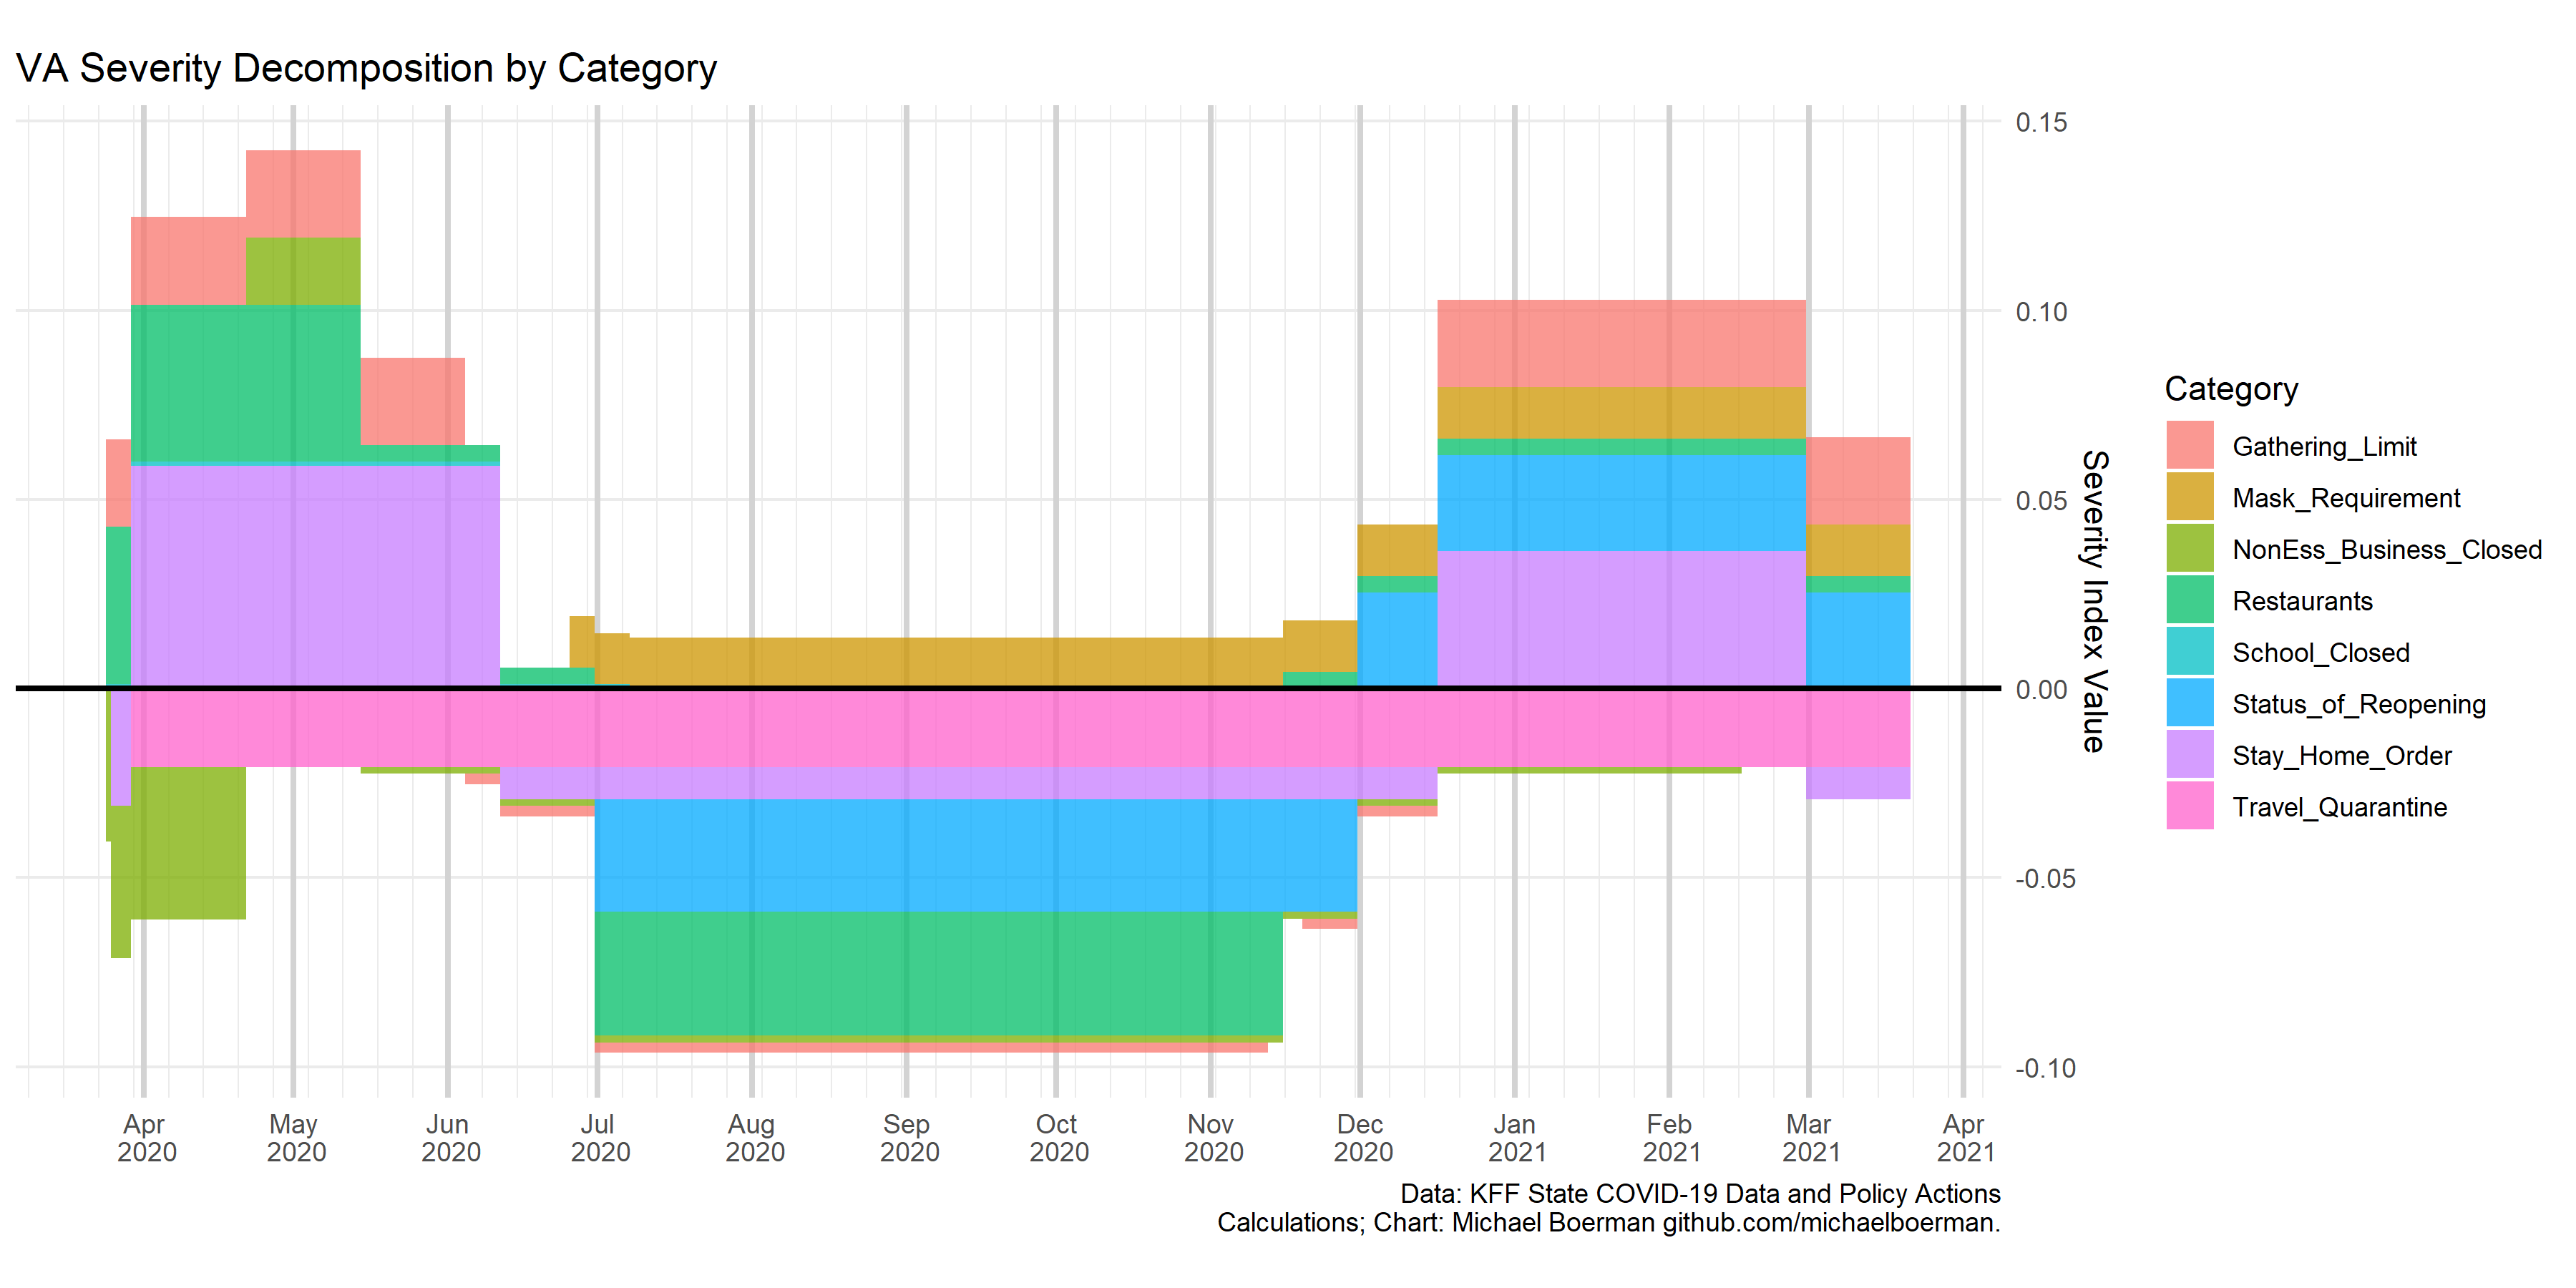 VA Severity Decomposition by Category
0.15
0.10
0.05
0.00
-0.05
-0.10
Severity Index Value
Apr
2020
May
2020
Jun
2020
Jul
2020
Aug
2020
Sep
2020
Oct
2020
Nov
2020
Dec
2020
Jan
2021
Feb
2021
Mar
2021
Apr
2021
Category
Gathering_Limit
Mask_Requirement
NonEss_Business_Closed
Restaurants
School_Closed
Status_of_Reopening
Stay_Home_Order
Travel_Quarantine
Data: KFF State COVID-19 Data and Policy Actions
Calculations; Chart: Michael Boerman github.com/michaelboerman.